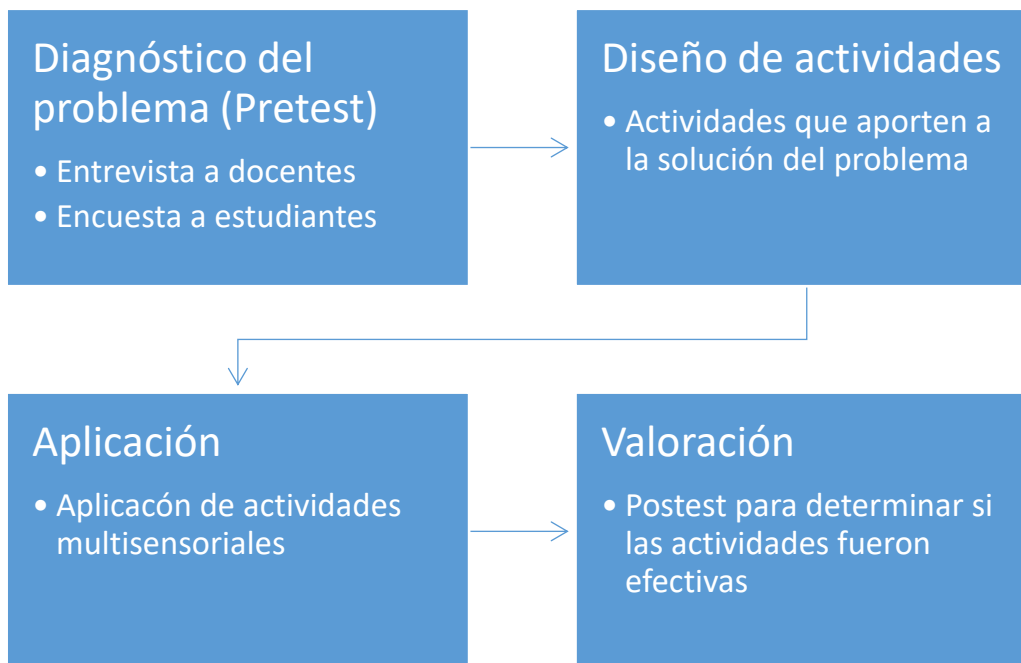 Diagnóstico del
problema (Pretest)
• Entrevista a docentes
• Encuesta a estudiantes
Diseño de actividades
• Actividades que aporten a
la solución del problema
Aplicación
• Aplicacón de actividades
multisensoriales
Valoración
• Postest para determinar si
las actividades fueron
efectivas